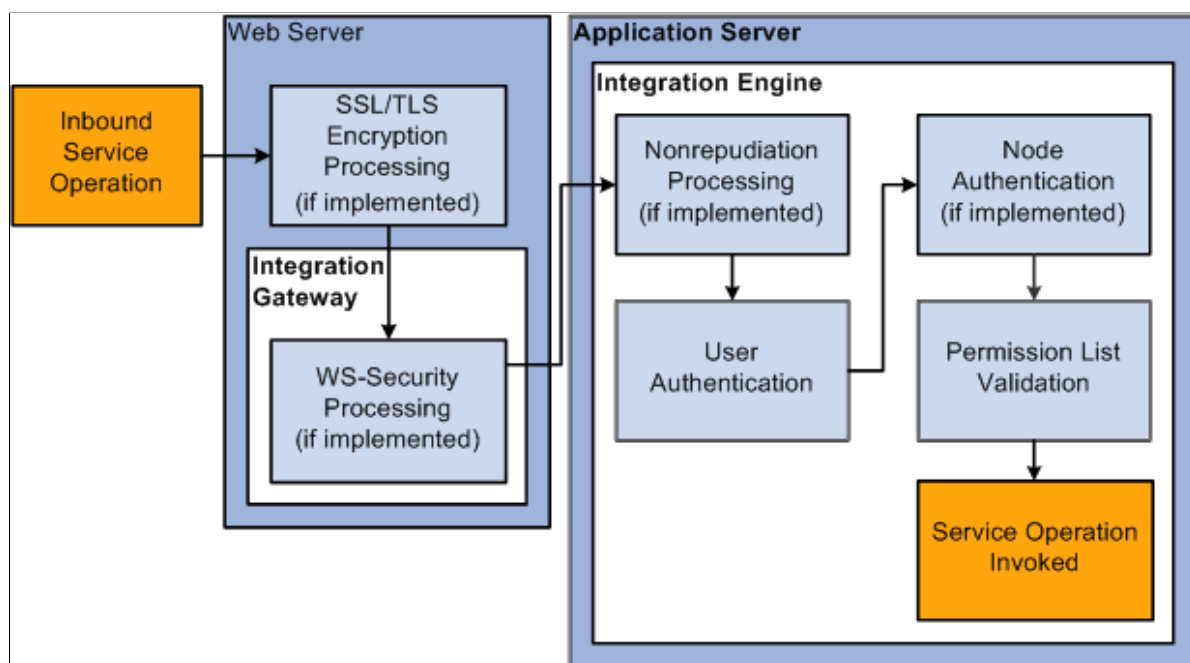 Web Server
Application Server
Inbound
Service
Operation
SSL/TLS
Encryption
Processing
(if implemented)
Integration
Gateway
WS-Security
Processing
(if implemented)
Integration Engine
Nonrepudiation
Processing
(if implemented)
User
Authentication
Node
Authentication
(if implemented)
Permission List
Validation
Service Operation
Invoked